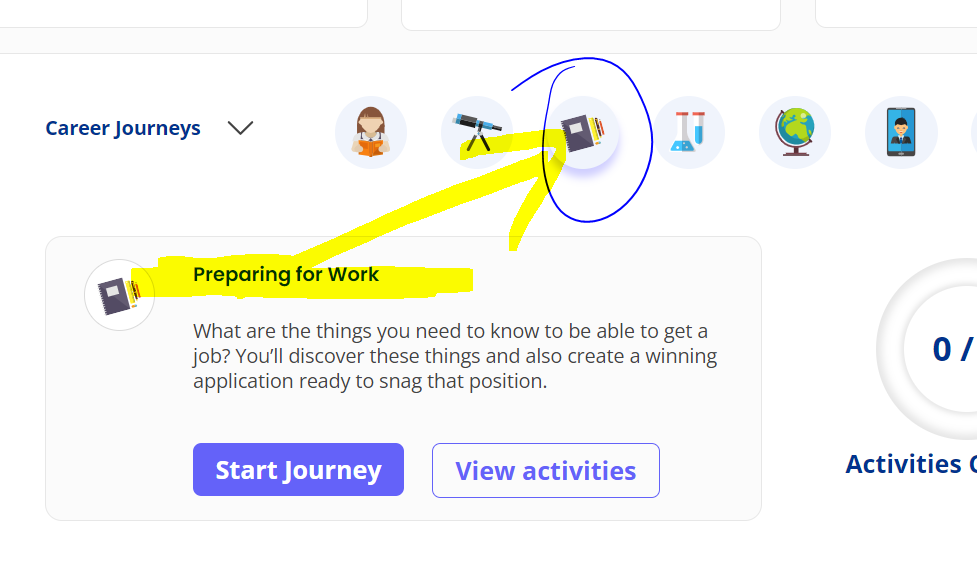 Career Journeys
Preparing for Work
What are the things you need to know to be able to get a
job? You’ll discover these things and also create a winning
application ready to snag that position.
0 /
Start Journey
View activities
Activities